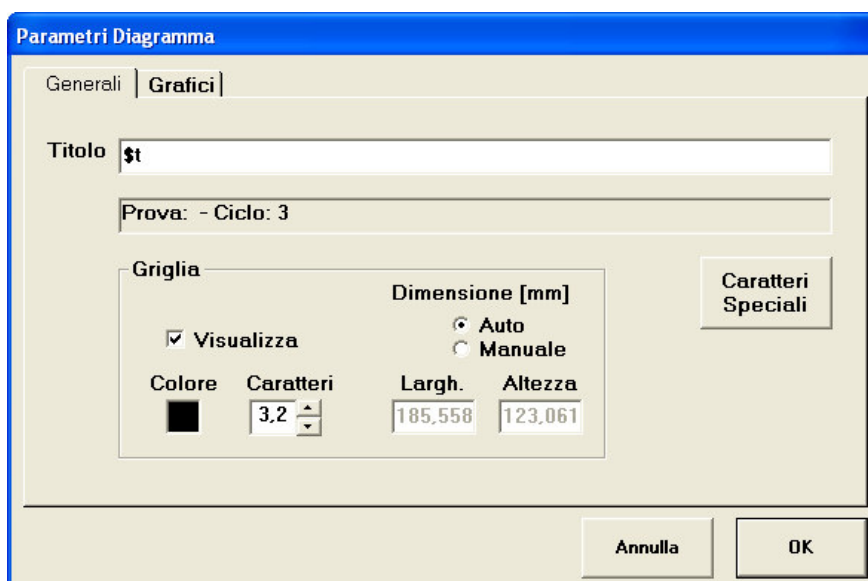 Parametri Diagramma
Generali Grafici
Titolo $t
Prova: - Ciclo: 3
Griglia
Dimensione [mm]
Caratteri
Speciali
Visualizza
Auto
Manuale
Colore Caratteri Largh. Altezza
3,2 185,558 123,061
Annulla OK